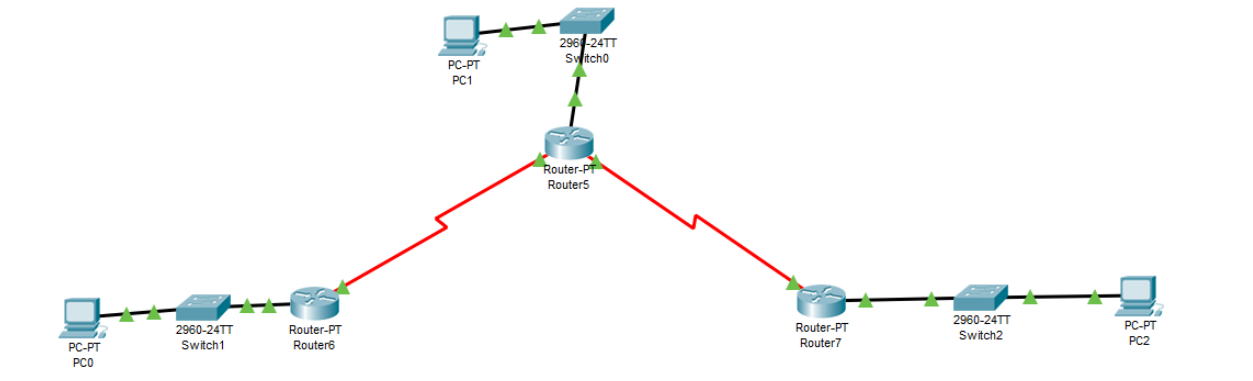 PC-PT
PC1
2960-24TT
Switch0
Router-PT
Router5
PC-PT
PC0
2960-24TT
Switch1
Router-PT
Router6
Router-PT
Router7
2960-24TT
Switch2
PC-PT
PC2